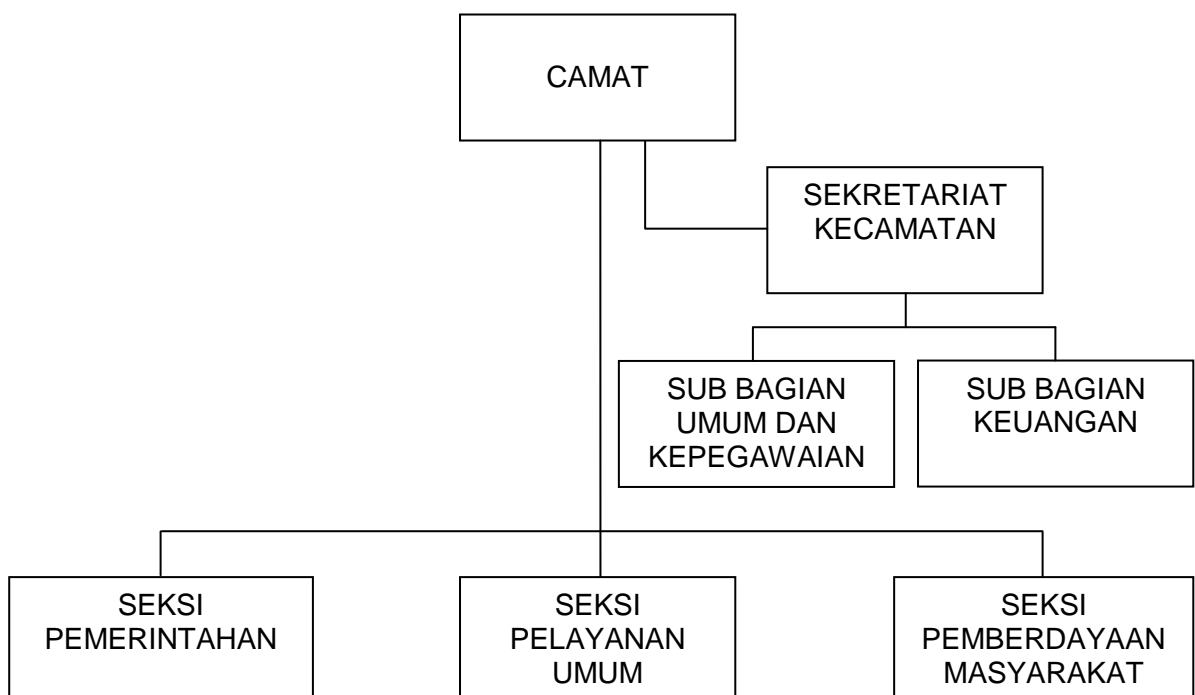 CAMAT
SEKRETARIAT
KECAMATAN
SUB BAGIAN
UMUM DAN
KEPEGAWAIAN
SUB BAGIAN
KEUANGAN
SEKSI
PEMERINTAHAN
SEKSI
PELAYANAN
UMUM
SEKSI
PEMBERDAYAAN
MASYARAKAT